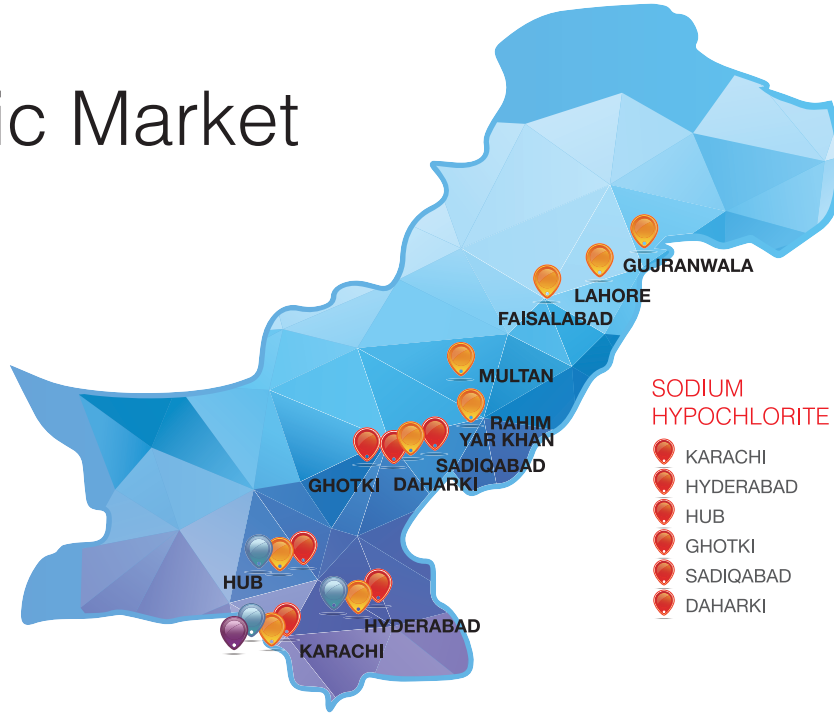 ic Market
GUJRANWALA
LAHORE
FAISALABAD
MULTAN
RAHIM
YAR KHAN
SADIQABAD
GHOTKI
DAHARKI
HUB
HYDERABAD
KARACHI
SODIUM
HYPOCHLORITE
KARACHI
HYDERABAD
HUB
GHOTKI
SADIQABAD
DAHARKI